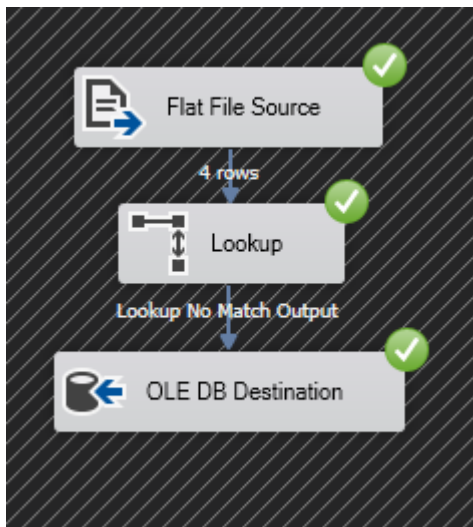 Flat File Source
4 rows
Lookup
Lookup No Match Output
OLE DB Destination